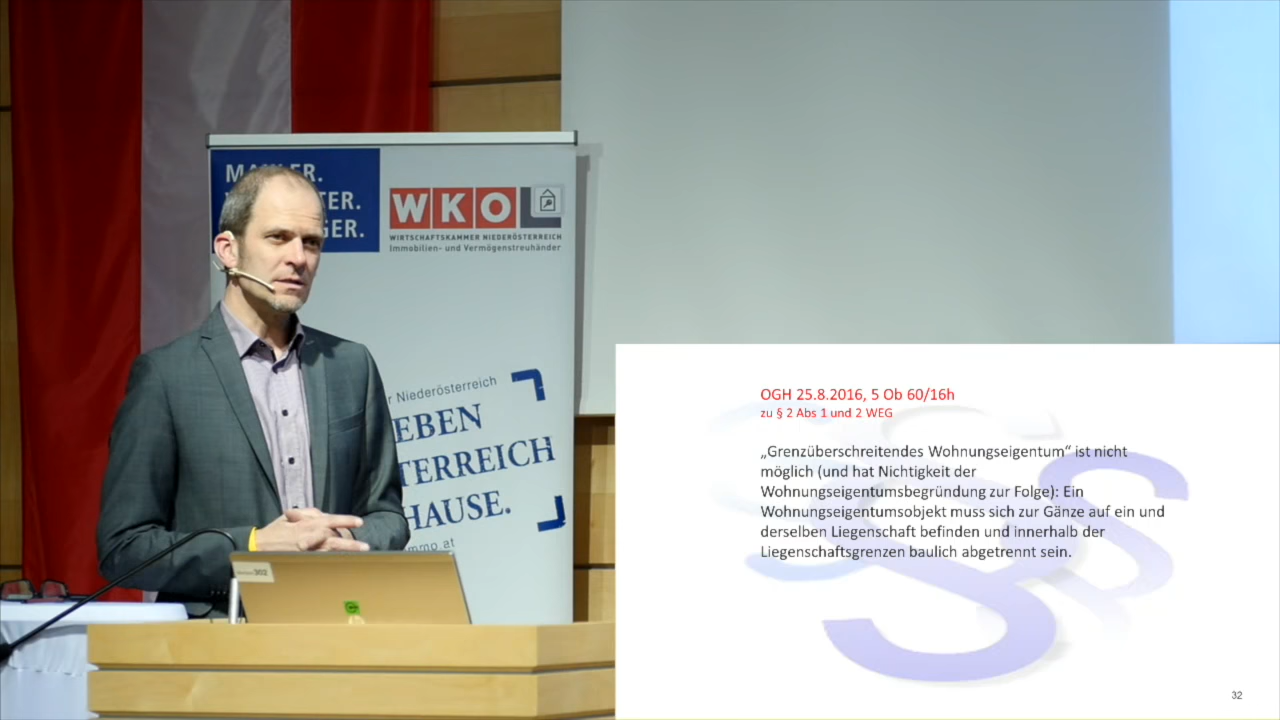 WKO
WIRTSCHAFTSKAMMER NIEDERÖSTERREICH
Immobilien- und Vermögenstreuhänder
Niederösterreich
EBEN
TERREICH
HAUSE.
302
OGH 25.8.2016, 5 Ob 60/16h
zu § 2 Abs 1 und 2 WEG
„Grenzüberschreitendes Wohnungseigentum“ ist nicht
möglich (und hat Nichtigkeit der
Wohnungseigentumsbegründung zur Folge): Ein
Wohnungseigentumsobjekt muss sich zur Gänze auf ein und
derselben Liegenschaft befinden und innerhalb der
Liegenschaftsgrenzen baulich abgetrennt sein.
32